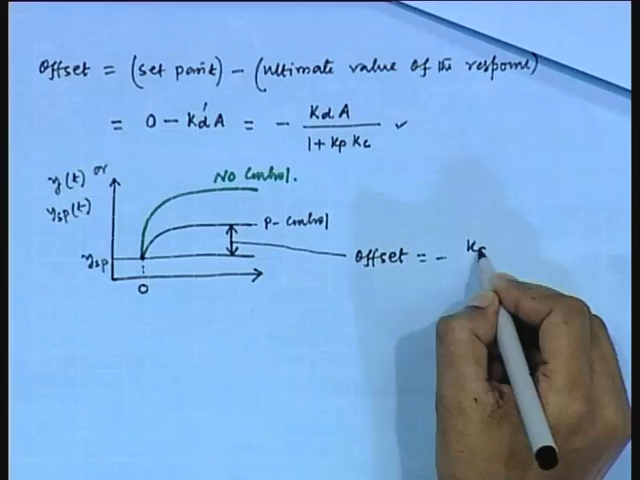 Offset = (set point) - (ultimate value of the response)
= 0 - Kd'A = - KdA / 1 + Kp Kc ✓
y(t) or
ysp(t)
No Control.
P-Control
ysp
0
Offset = -